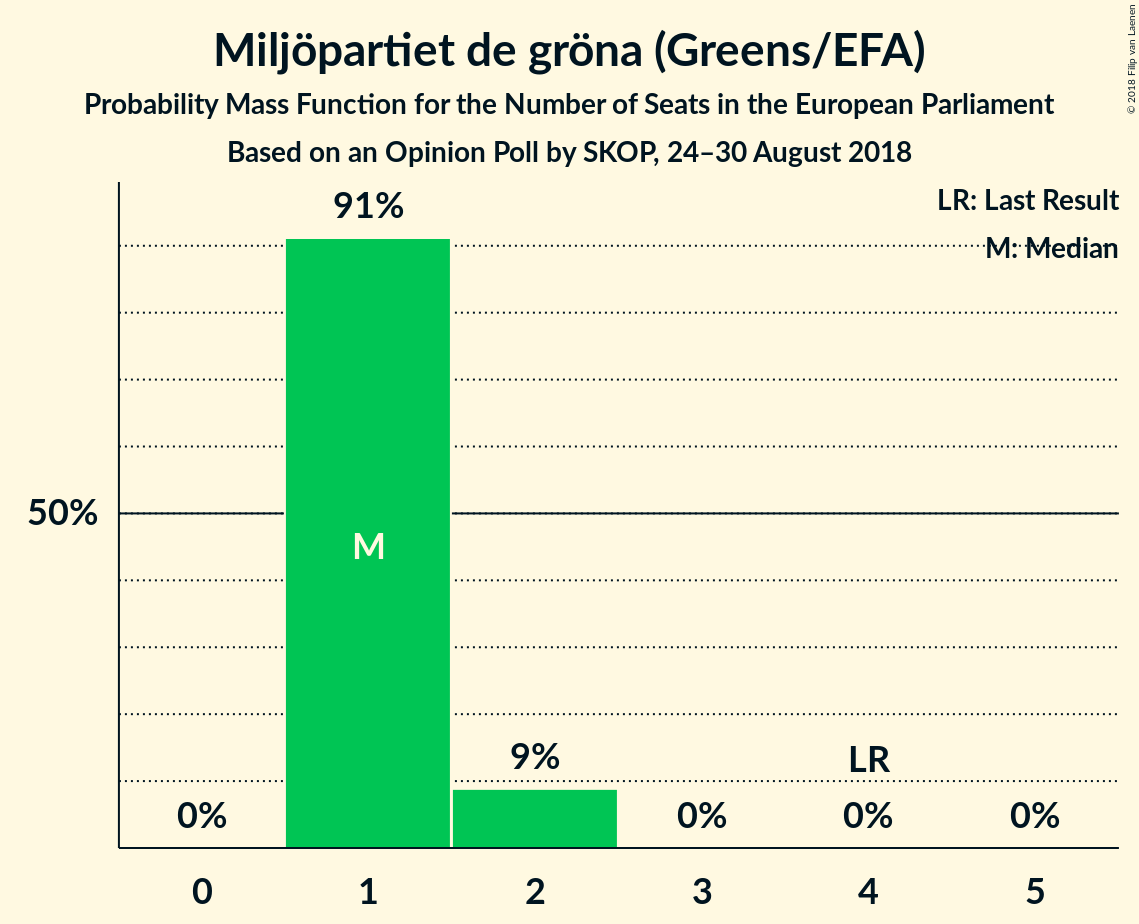 Miljöpartiet de gröna (Greens/EFA)
Probability Mass Function for the Number of Seats in the European Parliament
Based on an Opinion Poll by SKOP, 24–30 August 2018
© 2018 Filip van Laenen
LR: Last Result
M: Median
91%
50%
M
9%
LR
0%
0%
0%
0%
0 1 2 3 4 5